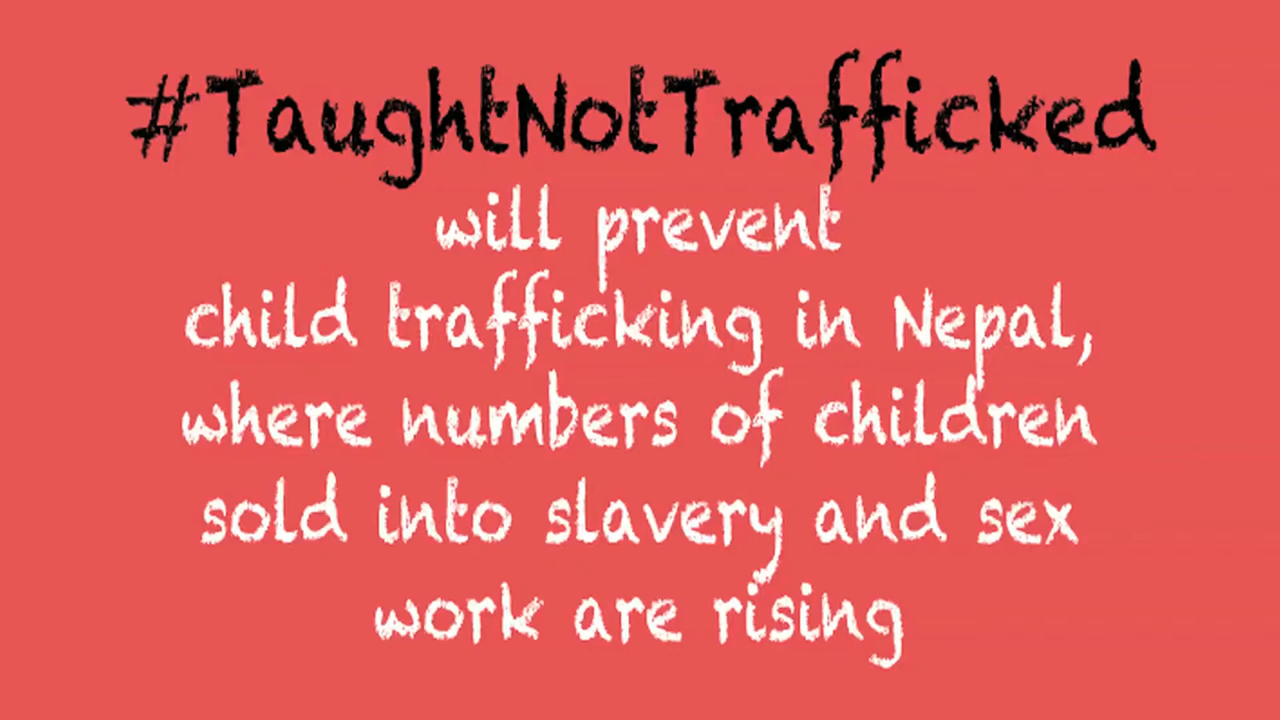 #TaughtNotTrafficked
will prevent
child trafficking in Nepal,
where numbers of children
sold into slavery and sex
work are rising